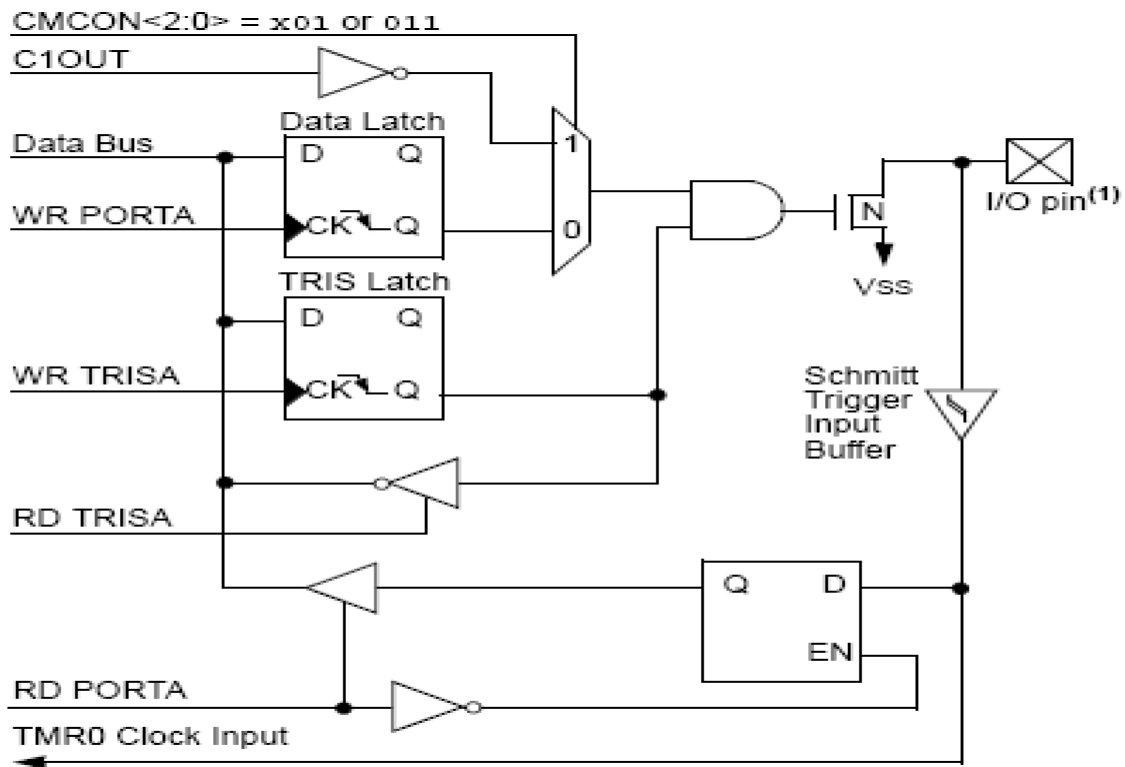 CMCON<2:0> = x01 or 011
C1OUT
Data Latch
Data Bus
D Q
1
WR PORTA
CK Q
0
N
I/O pin(1)
VSS
TRIS Latch
D Q
WR TRISA
CK Q
Schmitt
Trigger
Input
Buffer
RD TRISA
Q D
EN
RD PORTA
TMR0 Clock Input